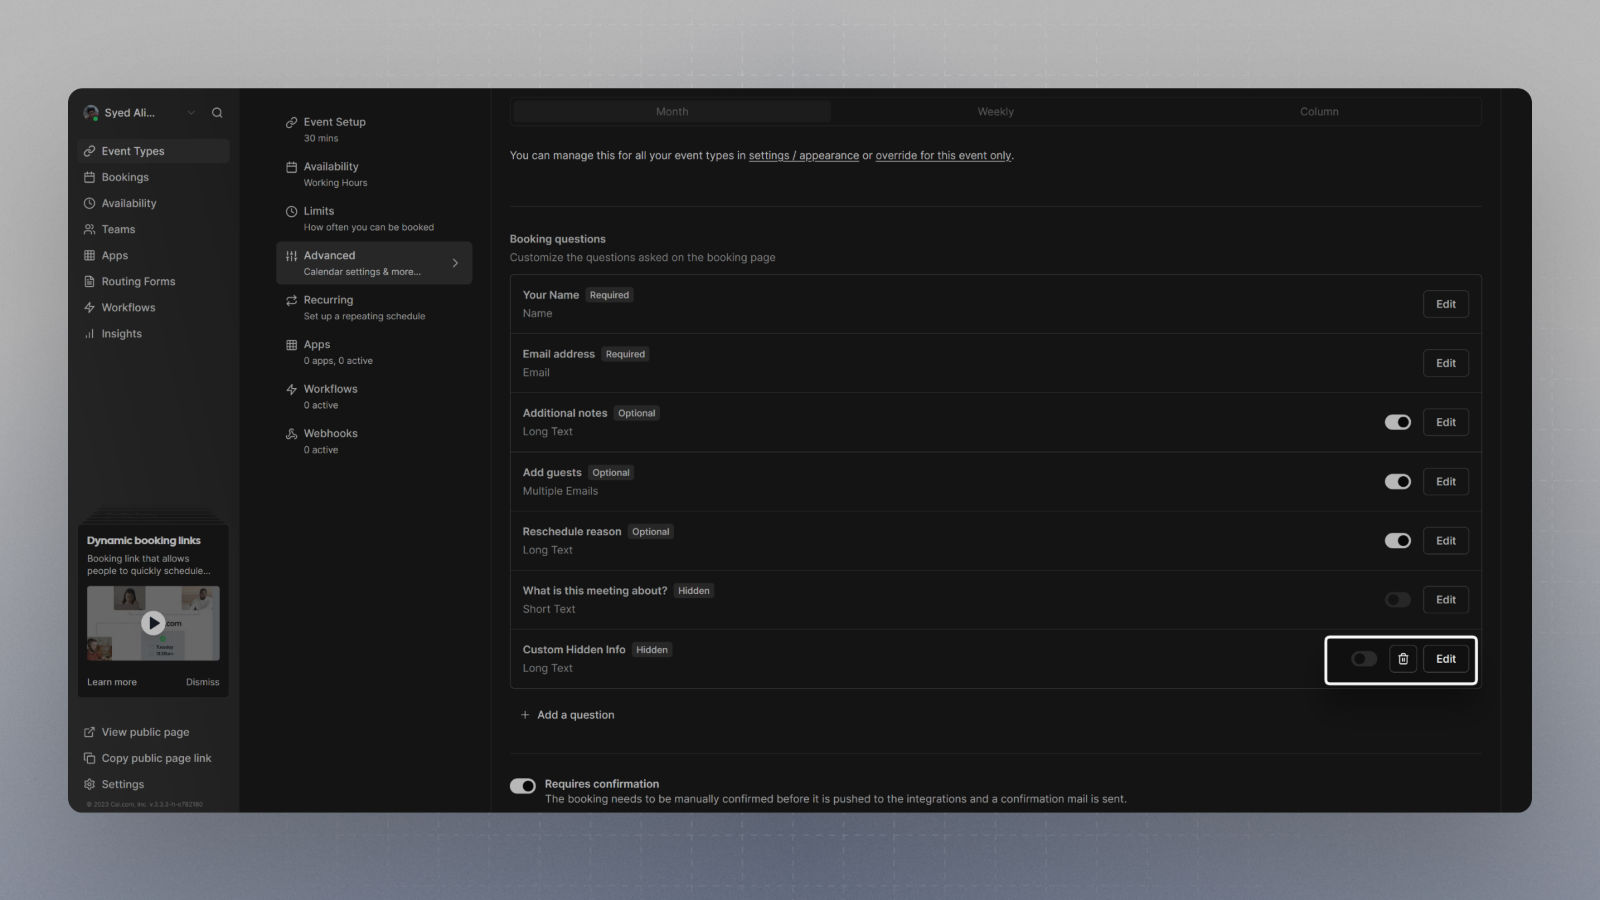 Syed Ali...
Event Types
Bookings
Availability
Teams
Apps
Routing Forms
Workflows
Insights
Dynamic booking links
Booking link that allows
people to quickly schedule...
.com
Tuesday
Learn more
Dismiss
View public page
Copy public page link
Settings
© 2023 Cal.com, Inc.
Event Setup
30 mins
Availability
Working Hours
Limits
How often you can be booked
Advanced
Calendar settings & more...
Recurring
Set up a repeating schedule
Apps
0 apps, 0 active
Workflows
0 active
Webhooks
0 active
Month
Weekly
Column
You can manage this for all your event types in settings / appearance or override for this event only.
Booking questions
Customize the questions asked on the booking page
Your Name Required
Name
Edit
Email address Required
Email
Edit
Additional notes Optional
Long Text
Edit
Add guests Optional
Multiple Emails
Edit
Reschedule reason Optional
Long Text
Edit
What is this meeting about? Hidden
Short Text
Edit
Custom Hidden Info Hidden
Long Text
Edit
+ Add a question
Requires confirmation
The booking needs to be manually confirmed before it is pushed to the integrations and a confirmation mail is sent.